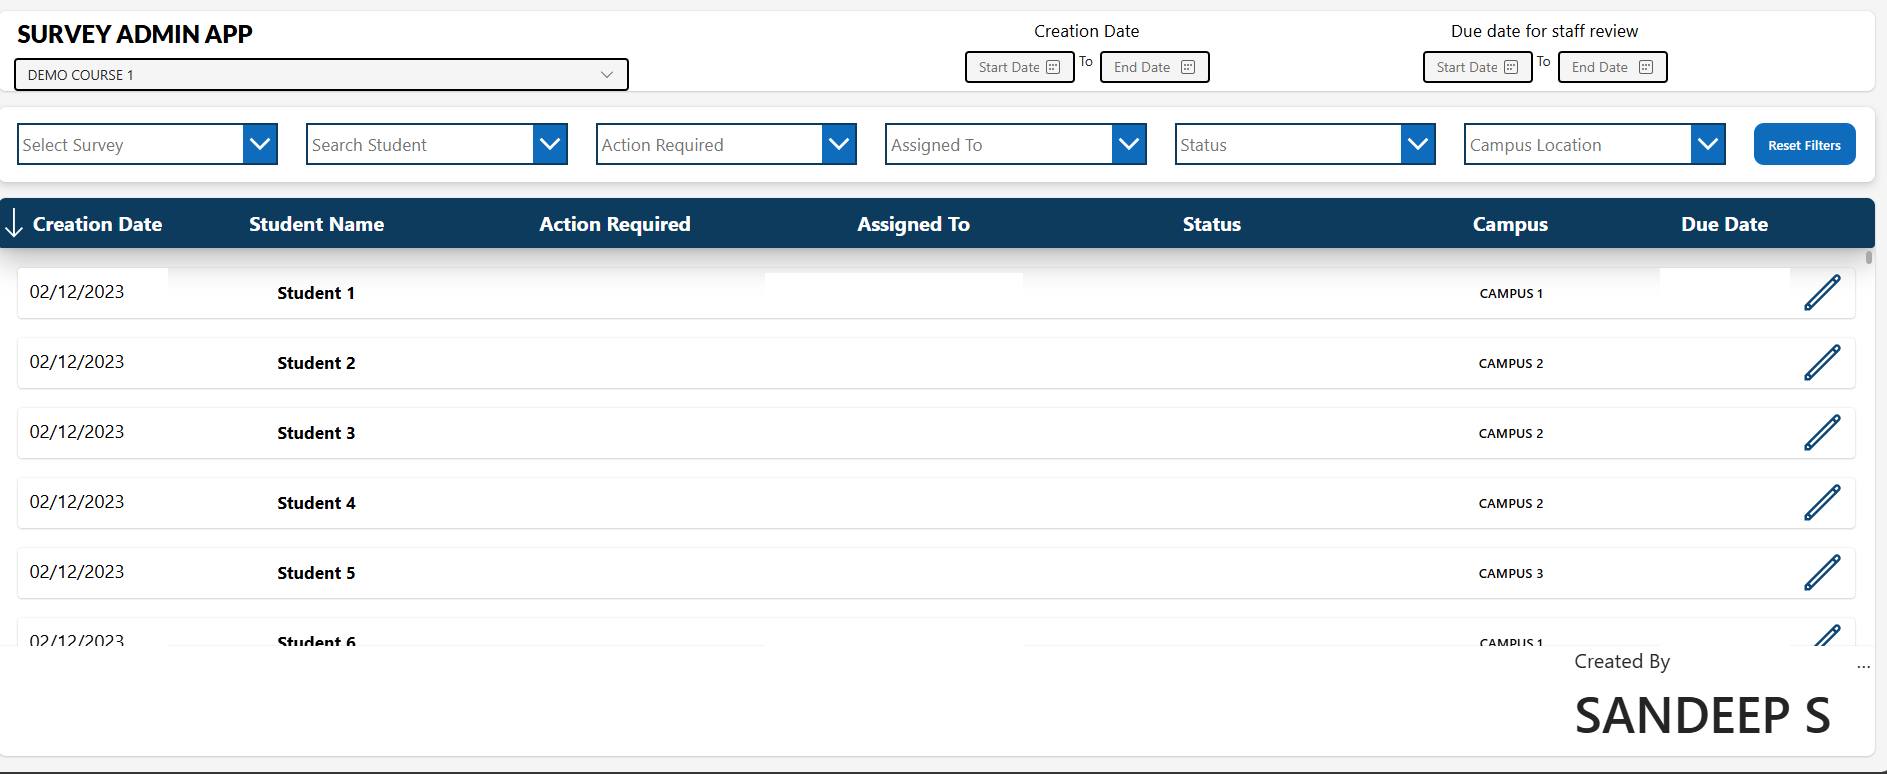 SURVEY ADMIN APP
DEMO COURSE 1
Creation Date
Start Date To End Date
Due date for staff review
Start Date To End Date
Select Survey Search Student Action Required Assigned To Status Campus Location Reset Filters
Creation Date Student Name Action Required Assigned To Status Campus Due Date
02/12/2023 Student 1 CAMPUS 1
02/12/2023 Student 2 CAMPUS 2
02/12/2023 Student 3 CAMPUS 2
02/12/2023 Student 4 CAMPUS 2
02/12/2023 Student 5 CAMPUS 3
02/12/2023 Student 6 CAMPUS 1
Created By ...
SANDEEP S